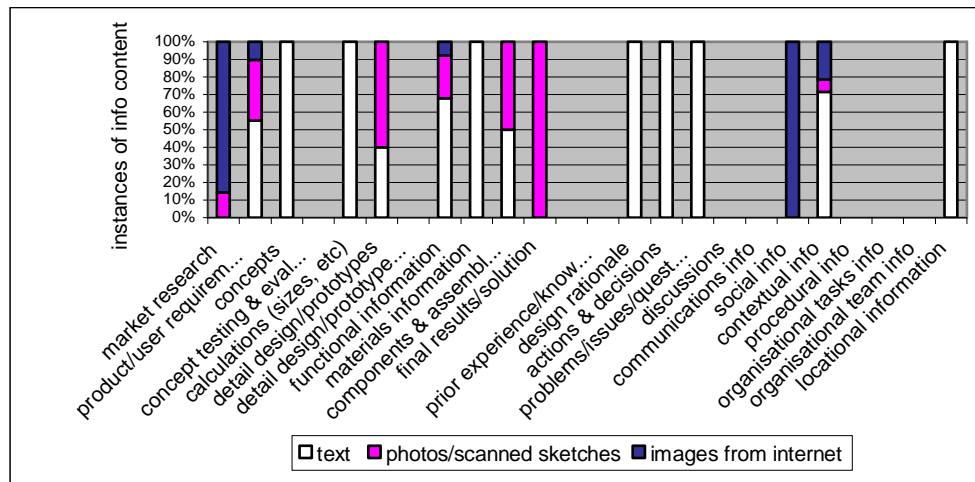 instances of info content
100%
90%
80%
70%
60%
50%
40%
30%
20%
10%
0%
market research
product/user requirem...
concepts
concept testing & eval...
calculations (sizes, etc)
detail design/prototypes
detail design/prototype...
functional information
materials information
components & assembl...
final results/solution
prior experience/know...
design rationale
actions & decisions
problems/issues/quest...
discussions
communications info
social info
contextual info
procedural info
organisational tasks info
organisational team info
locational information
text
photos/scanned sketches
images from internet